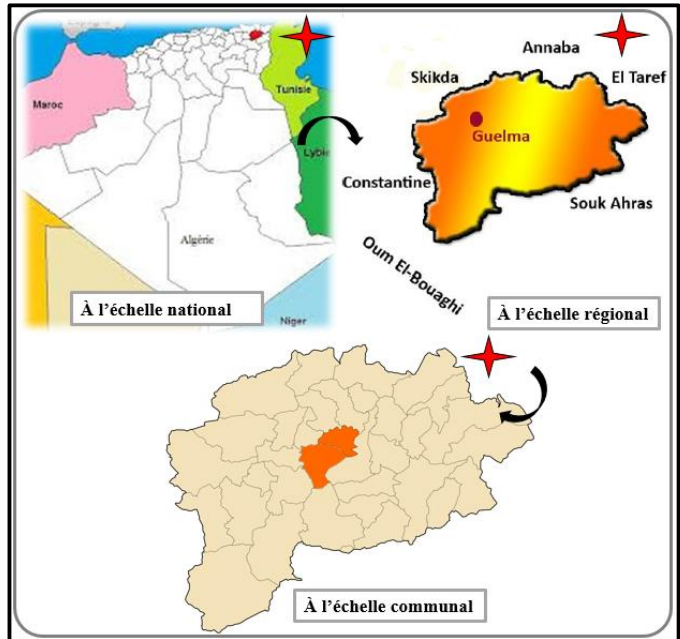 Maroc
Tunisie
Lybie
Algérie
Niger
À l’échelle national
Annaba
Skikda
El Taref
Guelma
Constantine
Souk Ahras
Oum El-Bouaghi
À l’échelle régional
À l’échelle communal